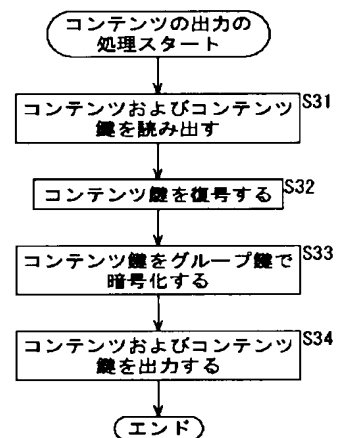 コンテンツの出力の
処理スタート
コンテンツおよびコンテンツ
鍵を読み出す
S31
コンテンツ鍵を復号する
S32
コンテンツ鍵をグループ鍵で
暗号化する
S33
コンテンツおよびコンテンツ
鍵を出力する
S34
エンド